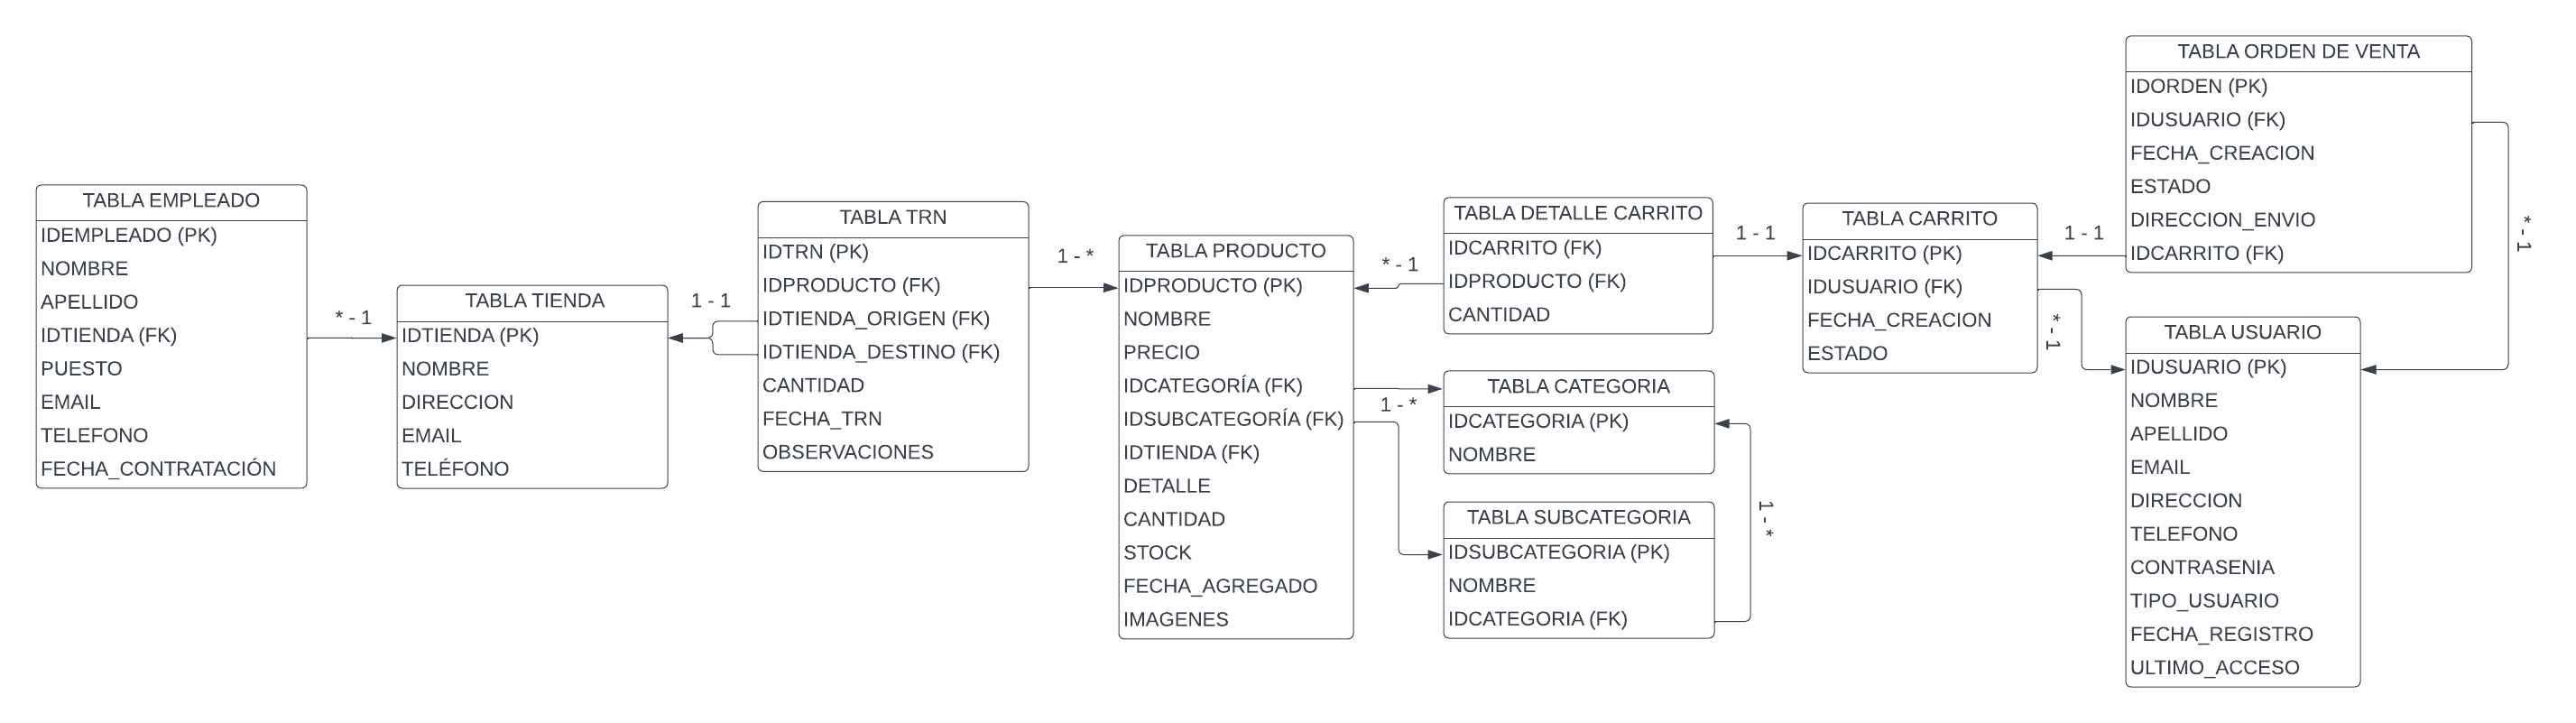 TABLA EMPLEADO
IDEMPLEADO (PK)
NOMBRE
APELLIDO
IDTIENDA (FK)
PUESTO
EMAIL
TELEFONO
FECHA_CONTRATACIÓN
* - 1
TABLA TIENDA
IDTIENDA (PK)
NOMBRE
DIRECCION
EMAIL
TELÉFONO
1 - 1
TABLA TRN
IDTRN (PK)
IDPRODUCTO (FK)
IDTIENDA_ORIGEN (FK)
IDTIENDA_DESTINO (FK)
CANTIDAD
FECHA_TRN
OBSERVACIONES
1 - *
TABLA PRODUCTO
IDPRODUCTO (PK)
NOMBRE
PRECIO
IDCATEGORÍA (FK)
IDSUBCATEGORÍA (FK)
IDTIENDA (FK)
DETALLE
CANTIDAD
STOCK
FECHA_AGREGADO
IMAGENES
* - 1
1 - *
TABLA DETALLE CARRITO
IDCARRITO (FK)
IDPRODUCTO (FK)
CANTIDAD
TABLA CATEGORIA
IDCATEGORIA (PK)
NOMBRE
TABLA SUBCATEGORIA
IDSUBCATEGORIA (PK)
NOMBRE
IDCATEGORIA (FK)
1 - *
1 - 1
TABLA CARRITO
IDCARRITO (PK)
IDUSUARIO (FK)
FECHA_CREACION
ESTADO
* - 1
1 - 1
TABLA ORDEN DE VENTA
IDORDEN (PK)
IDUSUARIO (FK)
FECHA_CREACION
ESTADO
DIRECCION_ENVIO
IDCARRITO (FK)
* - 1
TABLA USUARIO
IDUSUARIO (PK)
NOMBRE
APELLIDO
EMAIL
DIRECCION
TELEFONO
CONTRASENIA
TIPO_USUARIO
FECHA_REGISTRO
ULTIMO_ACCESO